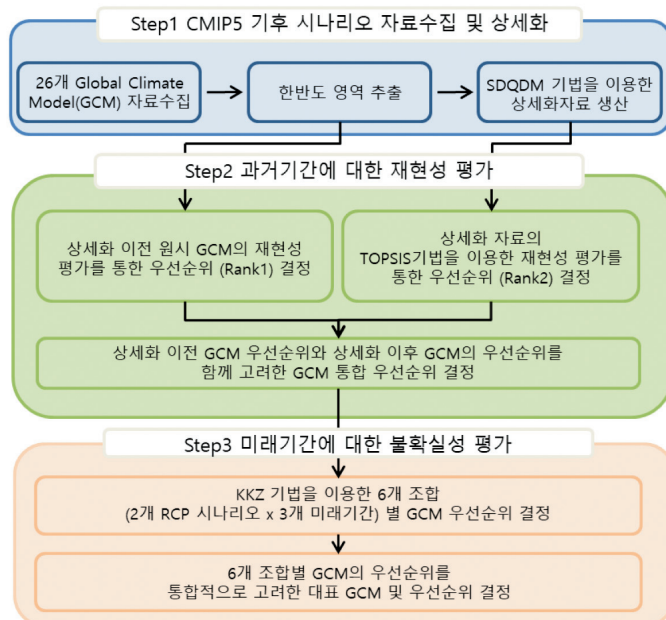 Step1 CMIP5 기후 시나리오 자료수집 및 상세화
26개 Global Climate
Model(GCM) 자료수집
한반도 영역 추출
SDQDM 기법을 이용한
상세화자료 생산
Step2 과거기간에 대한 재현성 평가
상세화 이전 원시 GCM의 재현성
평가를 통한 우선순위 (Rank1) 결정
상세화 자료의
TOPSIS기법을 이용한 재현성 평가를
통한 우선순위 (Rank2) 결정
상세화 이전 GCM 우선순위와 상세화 이후 GCM의 우선순위를
함께 고려한 GCM 통합 우선순위 결정
Step3 미래기간에 대한 불확실성 평가
KKZ 기법을 이용한 6개 조합
(2개 RCP 시나리오 x 3개 미래기간) 별 GCM 우선순위 결정
6개 조합별 GCM의 우선순위를
통합적으로 고려한 대표 GCM 및 우선순위 결정